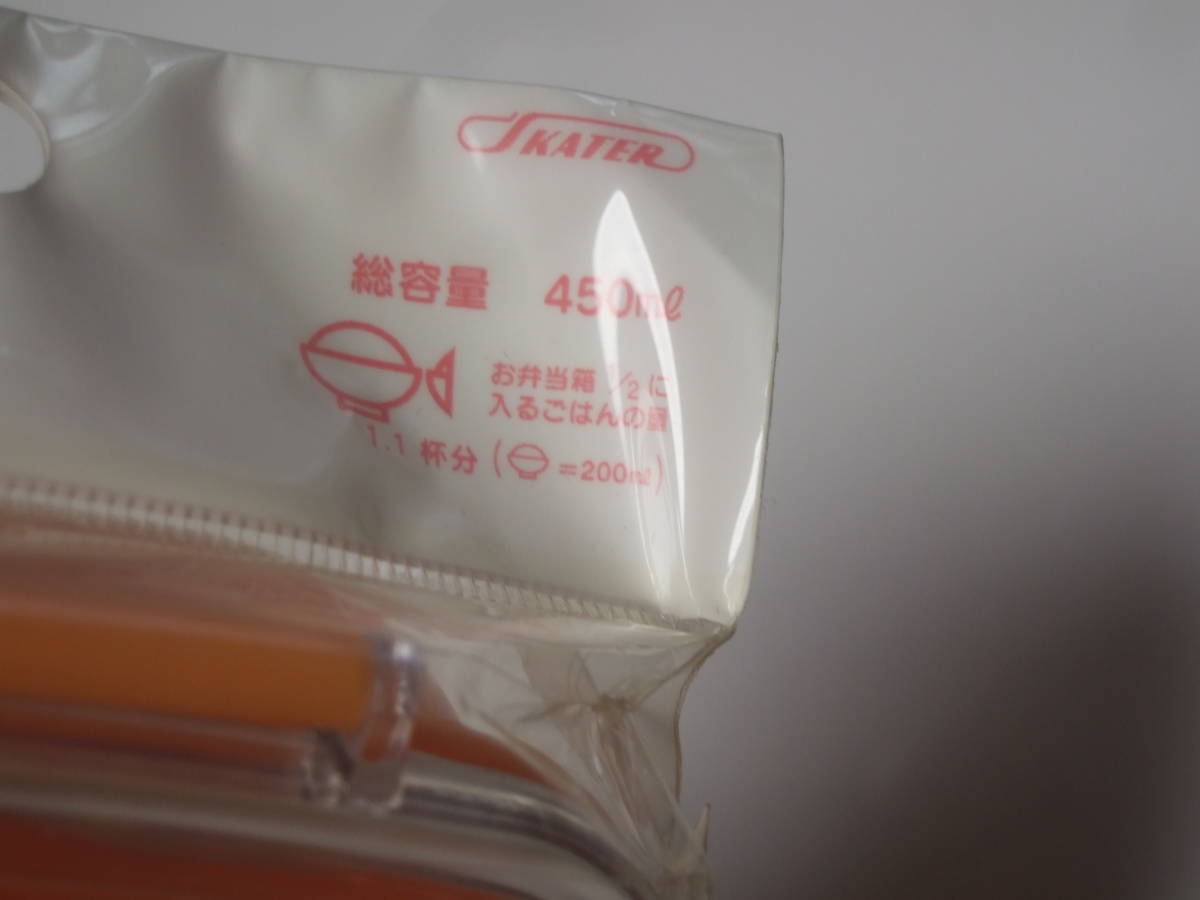 SKATER
総容量 450ml
お弁当箱 1/2 に
入るごはんの量
1.1 杯分 ( =200ml)